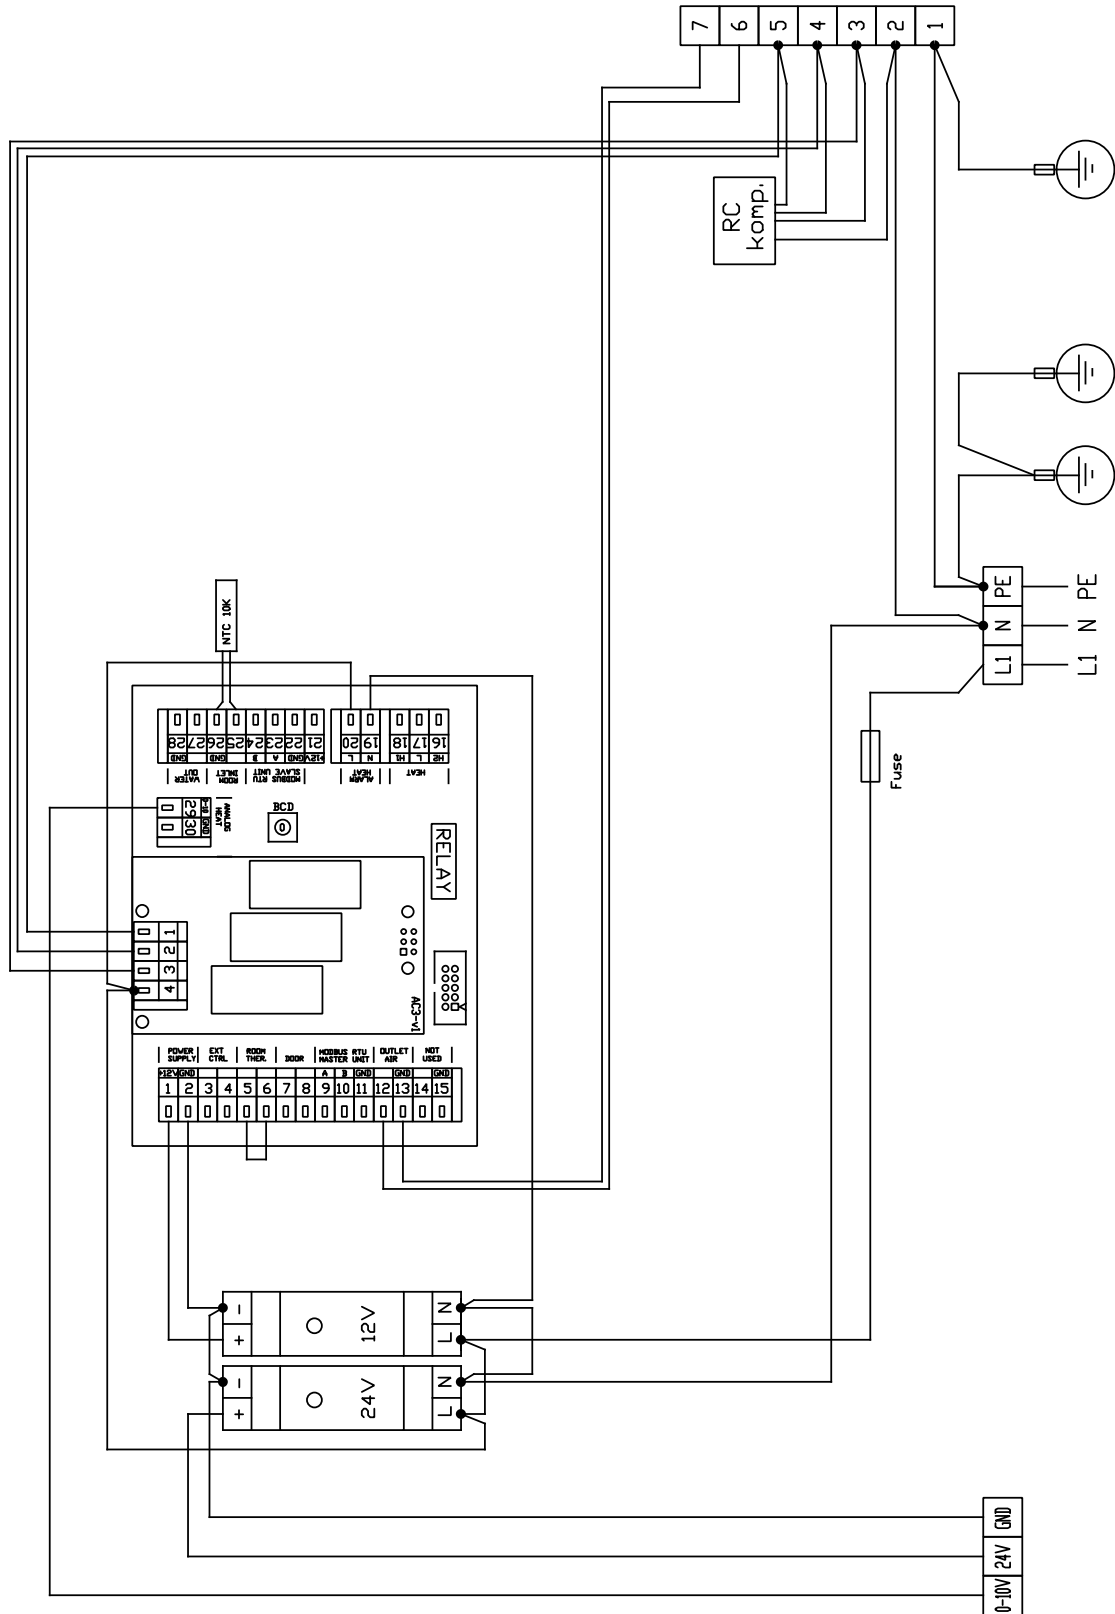 7 6 5 4 3 2 1
RC
komp.
NTC 10K
PE PE
N N
L1 L1
Fuse
28 27 26 25 24 23 22 21 20 19 18 17 16
GND GND B A GND +12V L N H1 L H2
WATER OUT
ROOM INLET
MODBUS RTU SLAVE UNIT
ALARM HEAT
HEAT
29 30
0-10 GND
ANALOG HEAT
BCD
RELAY
1
2
3
4
AC3-v1
POWER SUPPLY
EXT CTRL
ROOM THER.
DOOR
MODBUS RTU MASTER UNIT
OUTLET AIR
NOT USED
+12V GND A B GND GND GND
1 2 3 4 5 6 7 8 9 10 11 12 13 14 15
- + 12V N L
- + 24V N L
GND
24V
0-10V